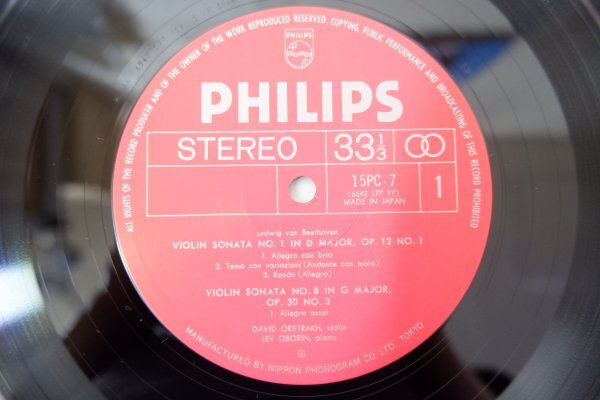 ALL RIGHTS OF THE RECORD PRODUCER AND OF THE OWNER OF THE WORK REPRODUCED RESERVED. COPYING, PUBLIC PERFORMANCE AND BROADCASTING OF THIS RECORD PROHIBITED
PHILIPS
PHILIPS
STEREO 33 1/3
15PC-7
(6542 177 1Y)
MADE IN JAPAN
1
Ludwig van Beethoven
VIOLIN SONATA NO. 1 IN D MAJOR, OP. 12 NO. 1
1. Allegro con brio
2. Tema con variazioni (Andante con moto)
3. Rondo (Allegro)
VIOLIN SONATA NO. 8 IN G MAJOR,
OP. 30 NO. 3
1. Allegro assai
DAVID OISTRAKH, violin
LEV OBORIN, piano
MANUFACTURED BY NIPPON PHONOGRAM CO. LTD. TOKYO